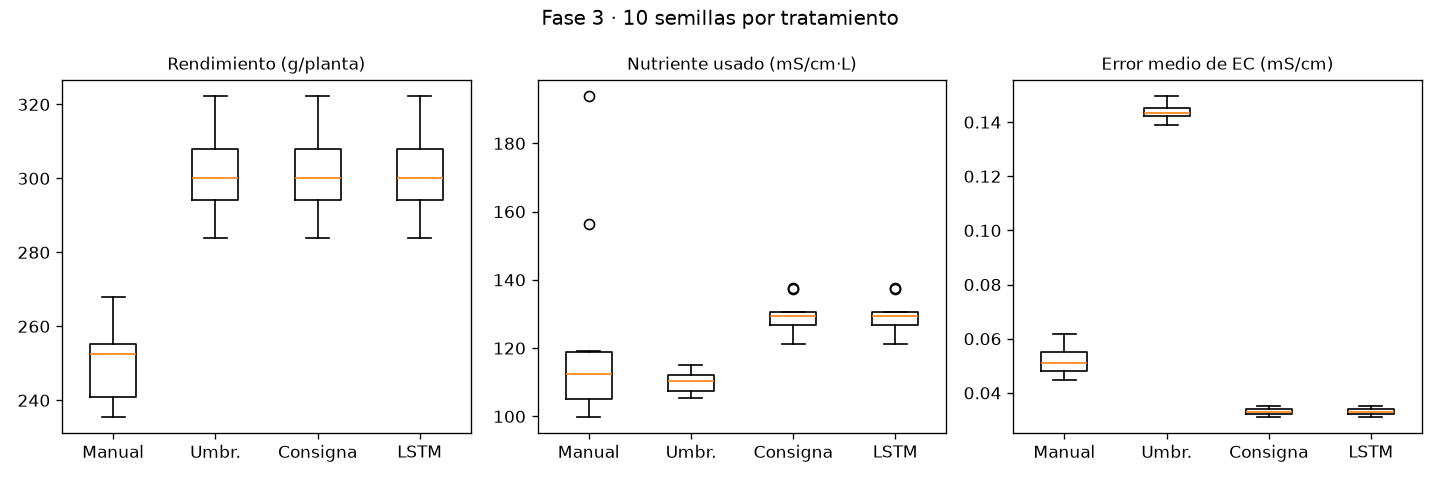 Fase 3 · 10 semillas por tratamiento
Rendimiento (g/planta)
320
300
280
260
240
Manual
Umbr.
Consigna
LSTM
Nutriente usado (mS/cm·L)
180
160
140
120
100
Manual
Umbr.
Consigna
LSTM
Error medio de EC (mS/cm)
0.14
0.12
0.10
0.08
0.06
0.04
Manual
Umbr.
Consigna
LSTM